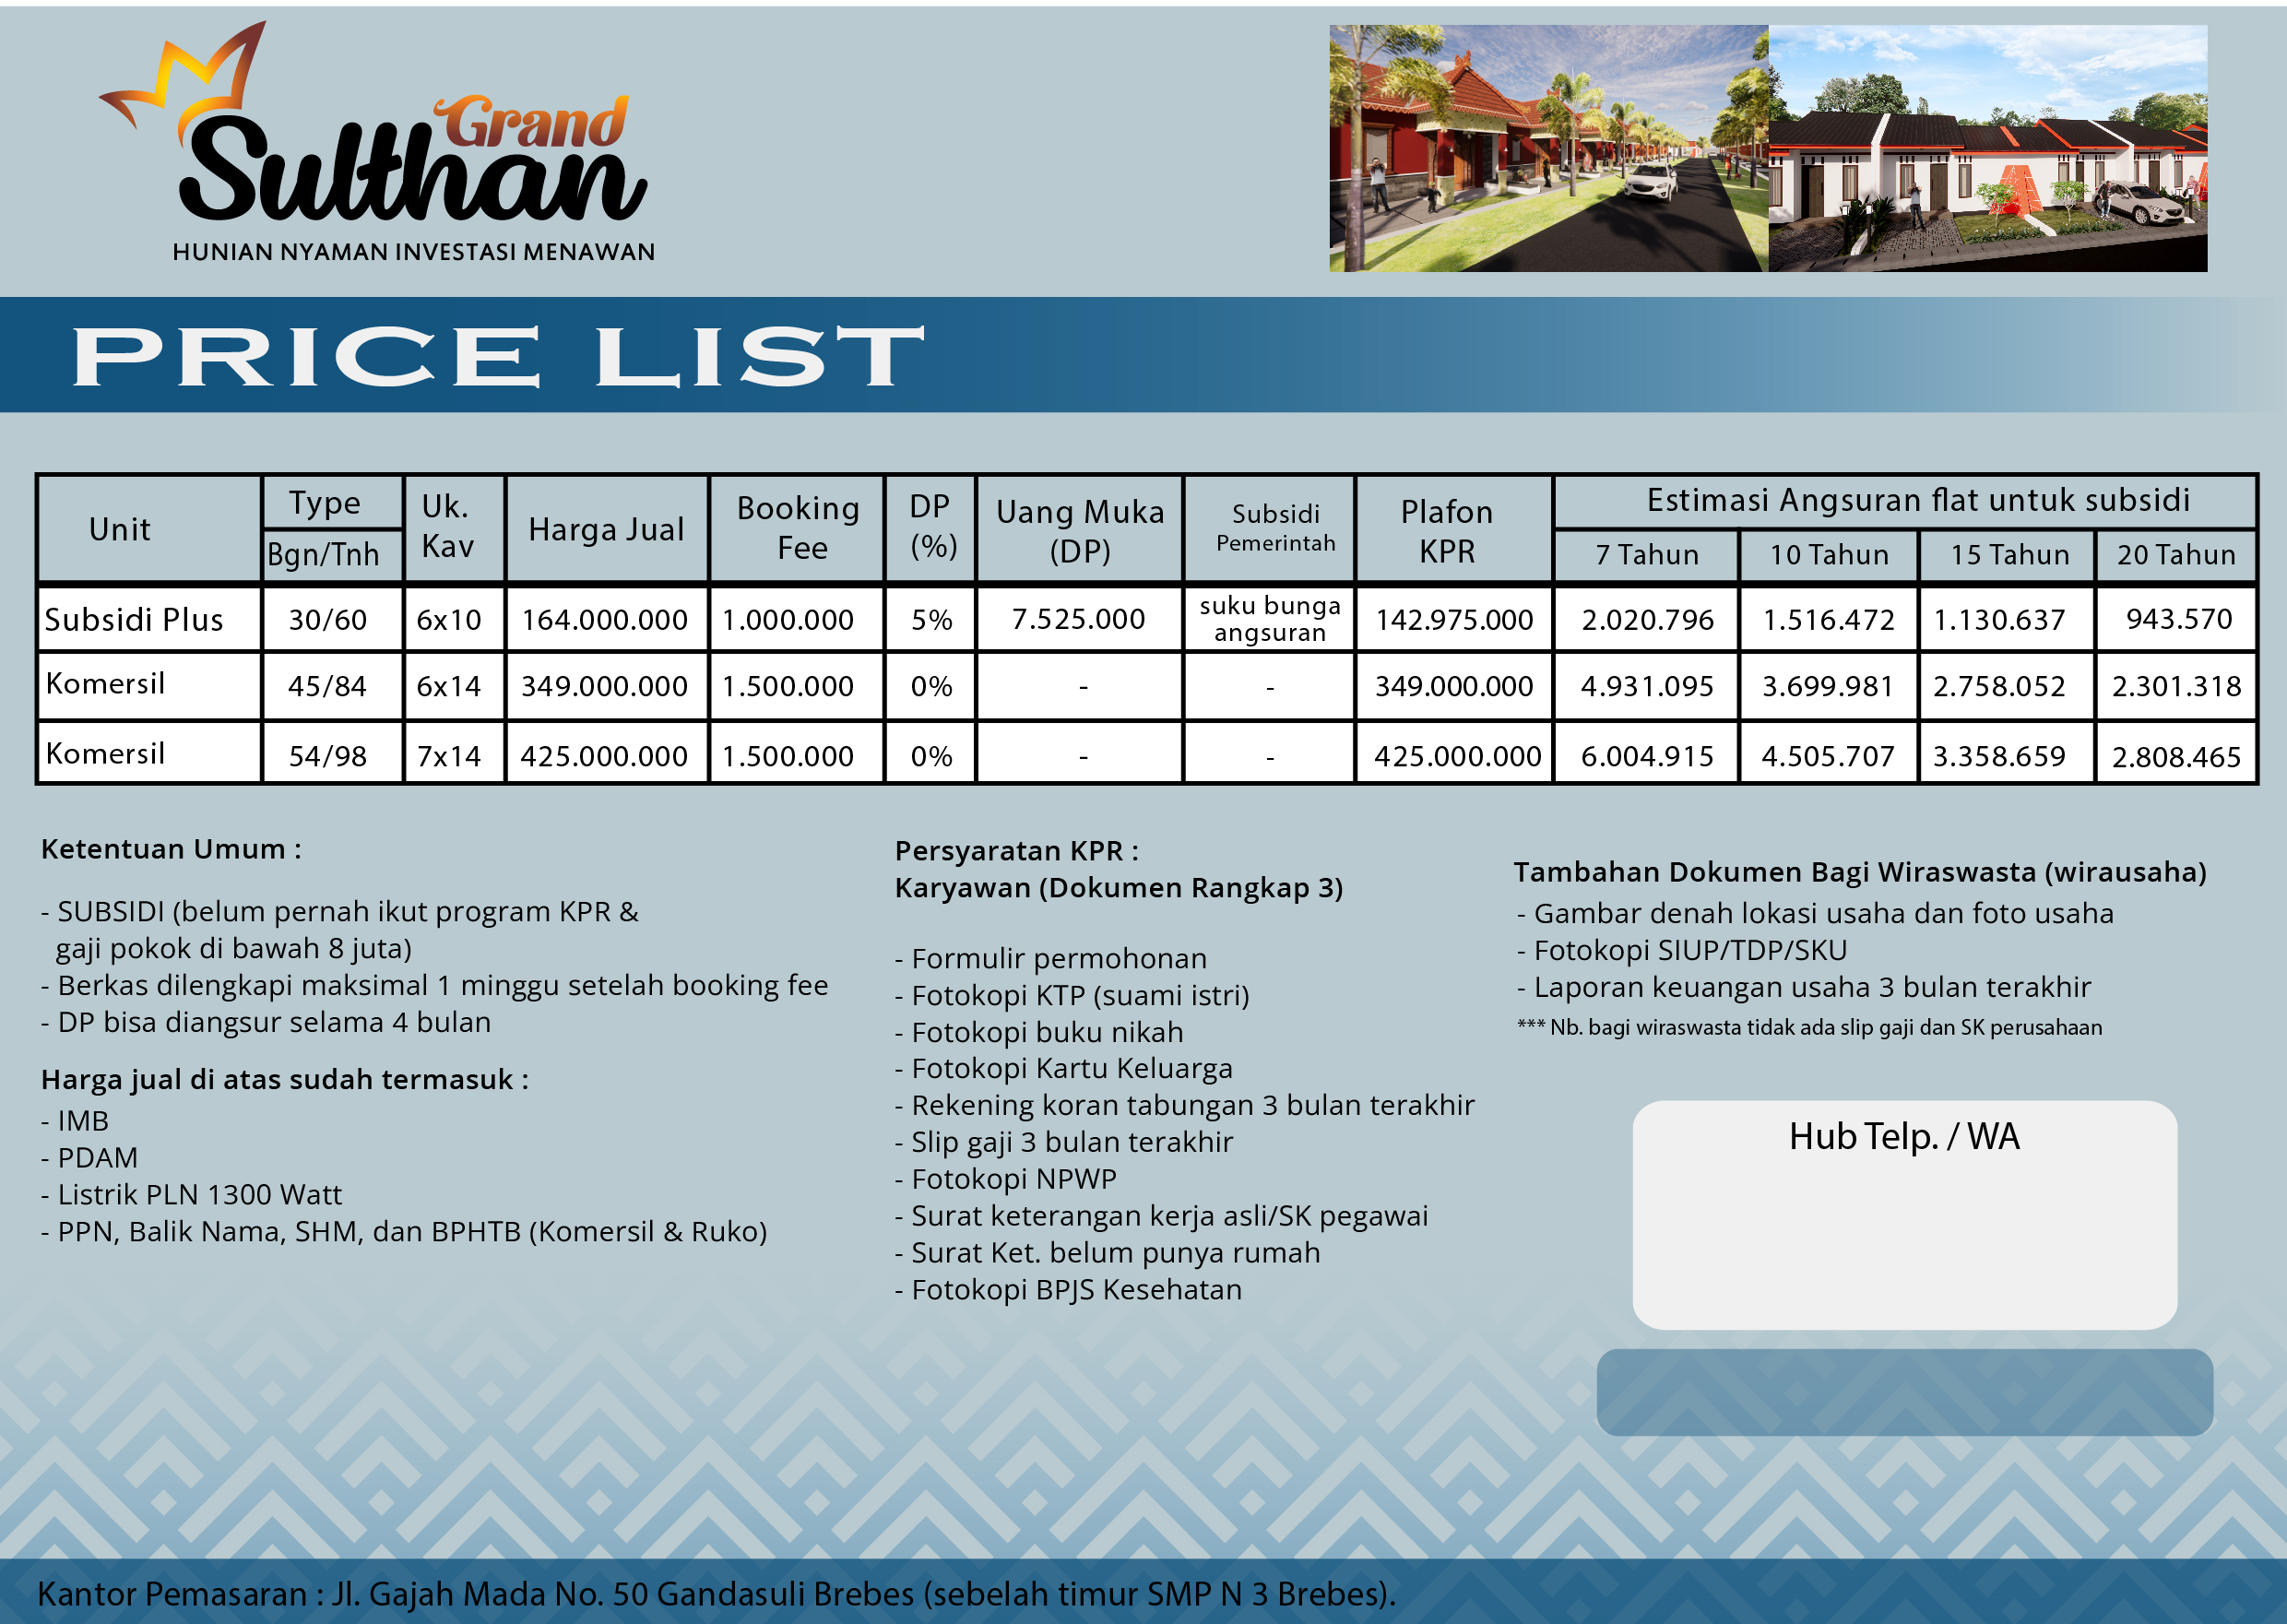 Grand
Sulthan
HUNIAN NYAMAN INVESTASI MENAWAN
PRICE LIST
Unit | Type Bgn/Tnh | Uk. Kav | Harga Jual | Booking Fee | DP (%) | Uang Muka (DP) | Subsidi Pemerintah | Plafon KPR | Estimasi Angsuran flat untuk subsidi
7 Tahun | 10 Tahun | 15 Tahun | 20 Tahun
Subsidi Plus | 30/60 | 6x10 | 164.000.000 | 1.000.000 | 5% | 7.525.000 | suku bunga angsuran | 142.975.000 | 2.020.796 | 1.516.472 | 1.130.637 | 943.570
Komersil | 45/84 | 6x14 | 349.000.000 | 1.500.000 | 0% | - | - | 349.000.000 | 4.931.095 | 3.699.981 | 2.758.052 | 2.301.318
Komersil | 54/98 | 7x14 | 425.000.000 | 1.500.000 | 0% | - | - | 425.000.000 | 6.004.915 | 4.505.707 | 3.358.659 | 2.808.465
Ketentuan Umum :
- SUBSIDI (belum pernah ikut program KPR &
gaji pokok di bawah 8 juta)
- Berkas dilengkapi maksimal 1 minggu setelah booking fee
- DP bisa diangsur selama 4 bulan
Harga jual di atas sudah termasuk :
- IMB
- PDAM
- Listrik PLN 1300 Watt
- PPN, Balik Nama, SHM, dan BPHTB (Komersil & Ruko)
Persyaratan KPR :
Karyawan (Dokumen Rangkap 3)
- Formulir permohonan
- Fotokopi KTP (suami istri)
- Fotokopi buku nikah
- Fotokopi Kartu Keluarga
- Rekening koran tabungan 3 bulan terakhir
- Slip gaji 3 bulan terakhir
- Fotokopi NPWP
- Surat keterangan kerja asli/SK pegawai
- Surat Ket. belum punya rumah
- Fotokopi BPJS Kesehatan
Tambahan Dokumen Bagi Wiraswasta (wirausaha)
- Gambar denah lokasi usaha dan foto usaha
- Fotokopi SIUP/TDP/SKU
- Laporan keuangan usaha 3 bulan terakhir
*** Nb. bagi wiraswasta tidak ada slip gaji dan SK perusahaan
Hub Telp. / WA
Kantor Pemasaran : Jl. Gajah Mada No. 50 Gandasuli Brebes (sebelah timur SMP N 3 Brebes).